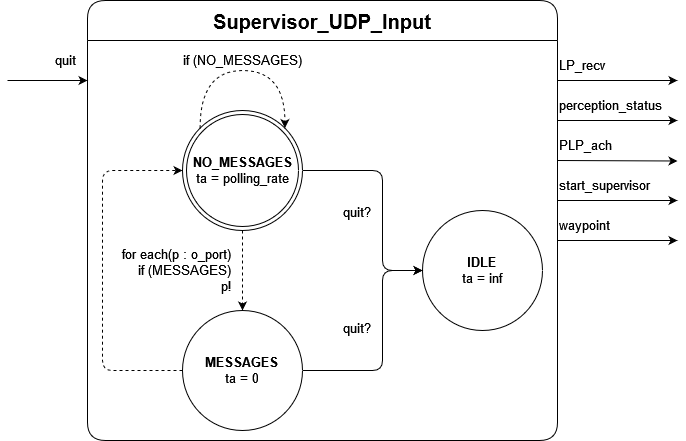 Supervisor_UDP_Input
quit
if (NO_MESSAGES)
LP_recv
perception_status
PLP_ach
start_supervisor
waypoint
NO_MESSAGES
ta = polling_rate
quit?
for each(p : o_port)
if (MESSAGES)
p!
IDLE
ta = inf
quit?
MESSAGES
ta = 0